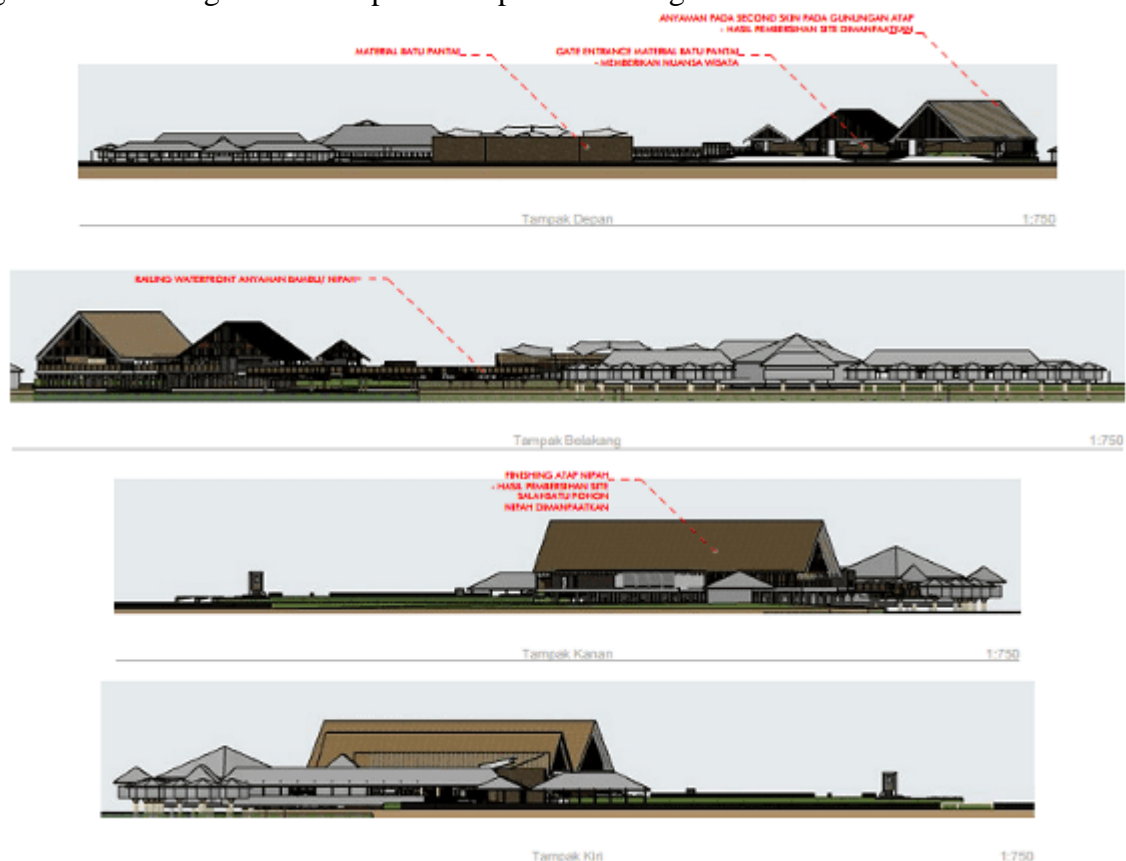 ANYAMAN PADA SECOND SKIN PADA GUNUNGAN ATAP
- HASIL PEMBERSIHAN SITE DIMANFAATKAN
MATERIAL BATU PANTAI
GATE ENTRANCE MATERIAL BATU PANTAI
- MEMBERIKAN NUANSA WISATA
Tampak Depan
1:750
RAILING WATERFRONT ANYAMAN BAMBU/ NIPAH
Tampak Belakang
1:750
FINISHING ATAP NIPAH
- HASIL PEMBERSIHAN SITE
SALAHSATU POHON
NIPAH DIMANFAATKAN
Tampak Kanan
1:750
Tampak Kiri
1:750